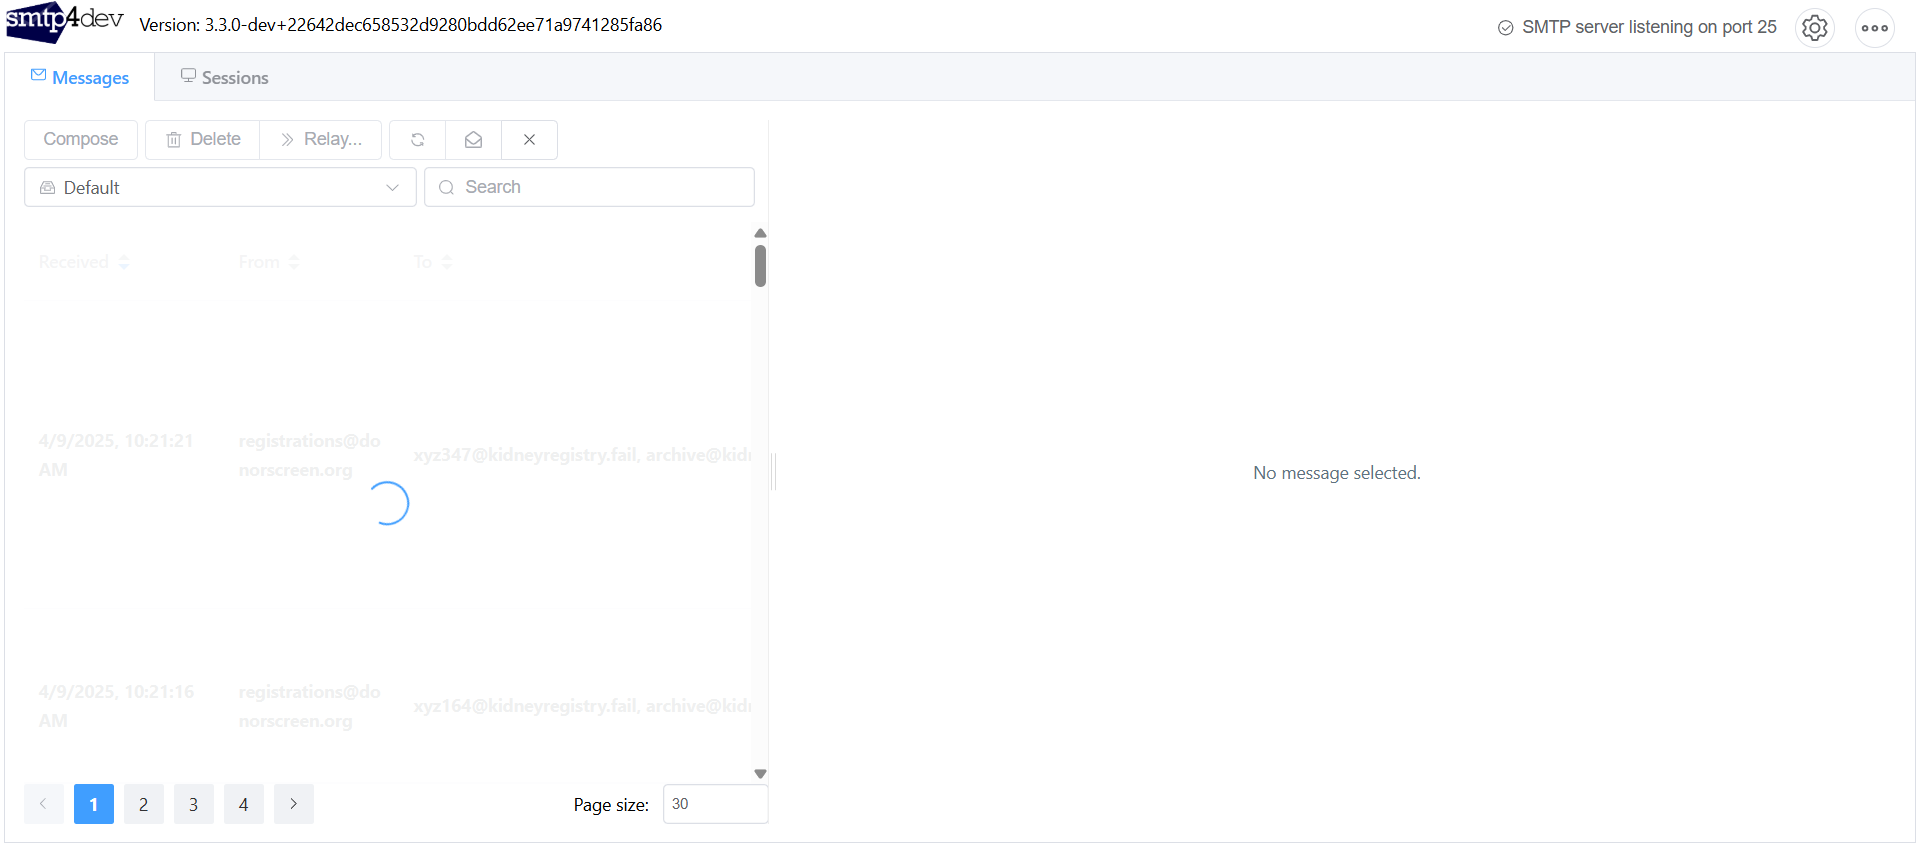 smtp4dev Version: 3.3.0-dev+22642dec658532d9280bdd62ee71a9741285fa86 SMTP server listening on port 25
Messages Sessions
Compose Delete Relay...
Default Search
Received From To
4/9/2025, 10:21:21 AM registrations@donorscreen.org xyz347@kidneyregistry.fail, archive@kid
No message selected.
4/9/2025, 10:21:16 AM registrations@donorscreen.org xyz164@kidneyregistry.fail, archive@kid
1 2 3 4 Page size: 30